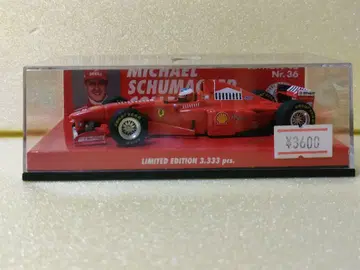 MICHAEL
SCHUMACHER
Nr. 36
LIMITED EDITION 3.333 pcs.
¥3600